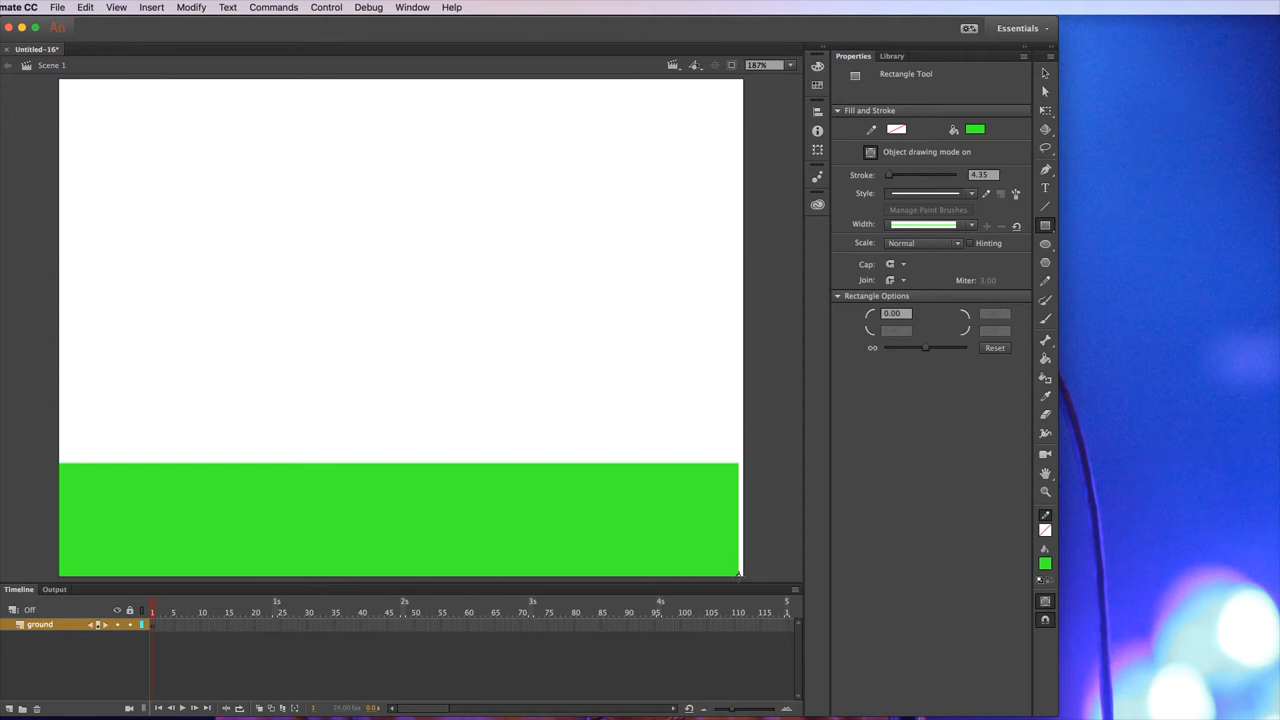 mate CC File Edit View Insert Modify Text Commands Control Debug Window Help
An Essentials
Untitled-16*
Scene 1 187%
Properties Library
Rectangle Tool
Fill and Stroke
Object drawing mode on
Stroke: 4.35
Style:
Manage Paint Brushes
Width:
Scale: Normal Hinting
Cap:
Join: Miter: 3.00
Rectangle Options
0.00
Reset
Timeline Output
1s 2s 3s 4s 5
Off 1 5 10 15 20 25 30 35 40 45 50 55 60 65 70 75 80 85 90 95 100 105 110 115 1
ground
1 24.00 fps 0.0s